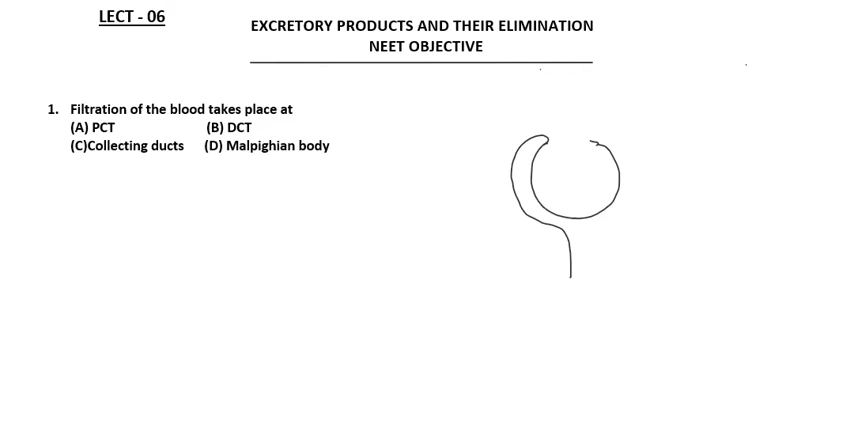 LECT - 06
EXCRETORY PRODUCTS AND THEIR ELIMINATION
NEET OBJECTIVE
1. Filtration of the blood takes place at
(A) PCT (B) DCT
(C)Collecting ducts (D) Malpighian body